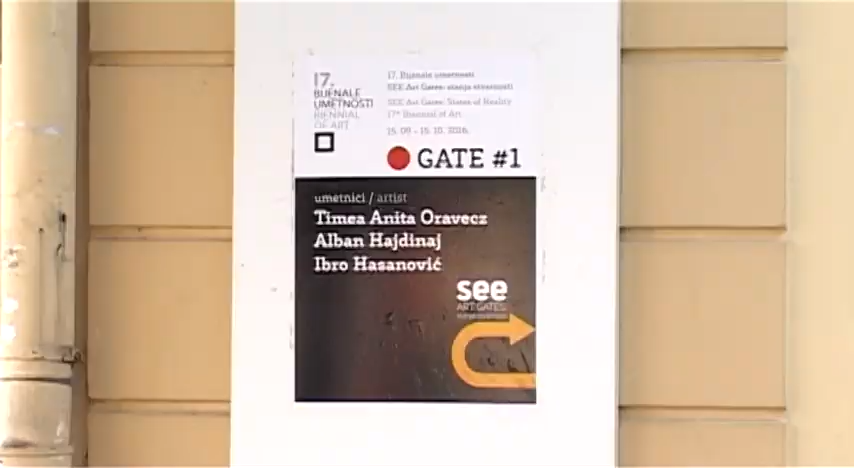 17.
BIJENALE
UMETNOSTI
BIENNIAL
OF ART
17. Bijenale umetnosti
SEE Art Gates: stanja stvarnosti
SEE Art Gates: States of Reality
17th Biennial of Art
15. 09 - 15. 10. 2016.
GATE #1
umetnici / artist
Timea Anita Oravecz
Alban Hajdinaj
Ibro Hasanović
see
ART GATES